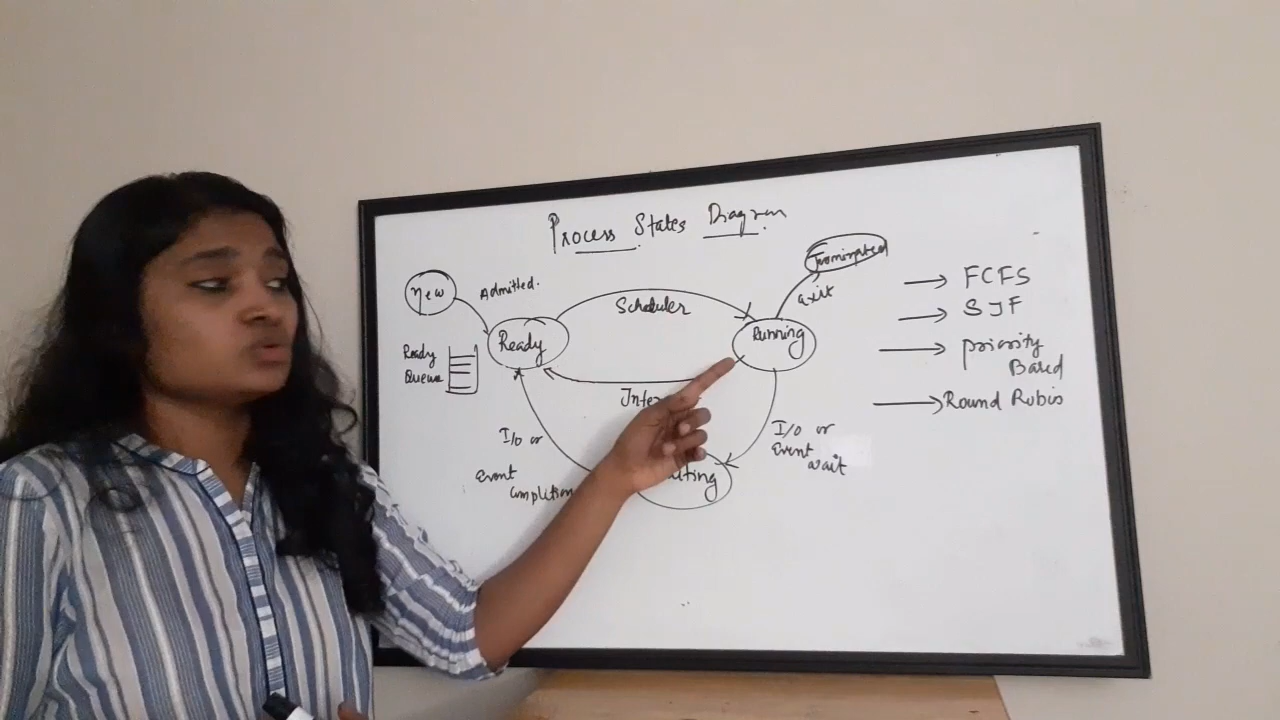 Process States Diagram
new
Admitted.
Ready
Ready
Queue
Scheduler
Running
exit
Terminated
I/o or
Event
wait
I/o or
Event
completion
FCFS
SJF
priority
Based
Round Robin